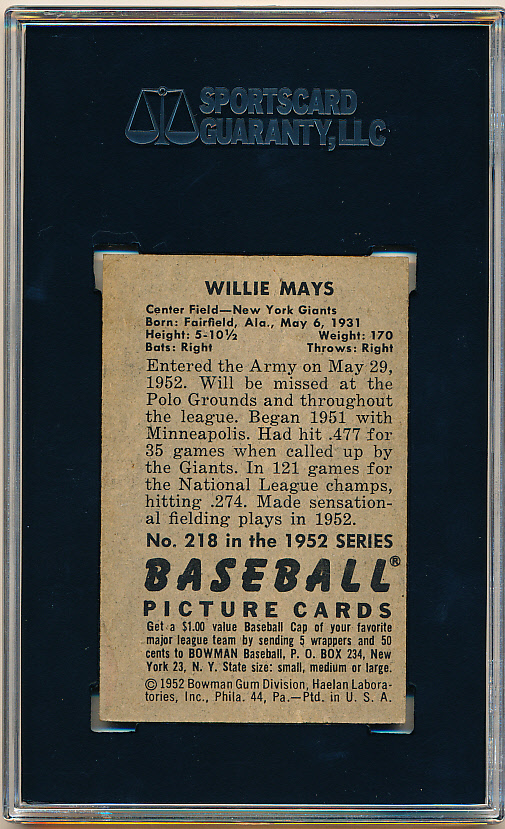 SPORTSCARD
GUARANTY, LLC
WILLIE MAYS
Center Field—New York Giants
Born: Fairfield, Ala., May 6, 1931
Height: 5-10½ Weight: 170
Bats: Right Throws: Right
Entered the Army on May 29,
1952. Will be missed at the
Polo Grounds and throughout
the league. Began 1951 with
Minneapolis. Had hit .477 for
35 games when called up by
the Giants. In 121 games for
the National League champs,
hitting .274. Made sensation-
al fielding plays in 1952.
No. 218 in the 1952 SERIES
BASEBALL®
PICTURE CARDS
Get a $1.00 value Baseball Cap of your favorite
major league team by sending 5 wrappers and 50
cents to BOWMAN Baseball, P. O. BOX 234, New
York 23, N. Y. State size: small, medium or large.
© 1952 Bowman Gum Division, Haelan Labora-
tories, Inc., Phila. 44, Pa.—Ptd. in U. S. A.